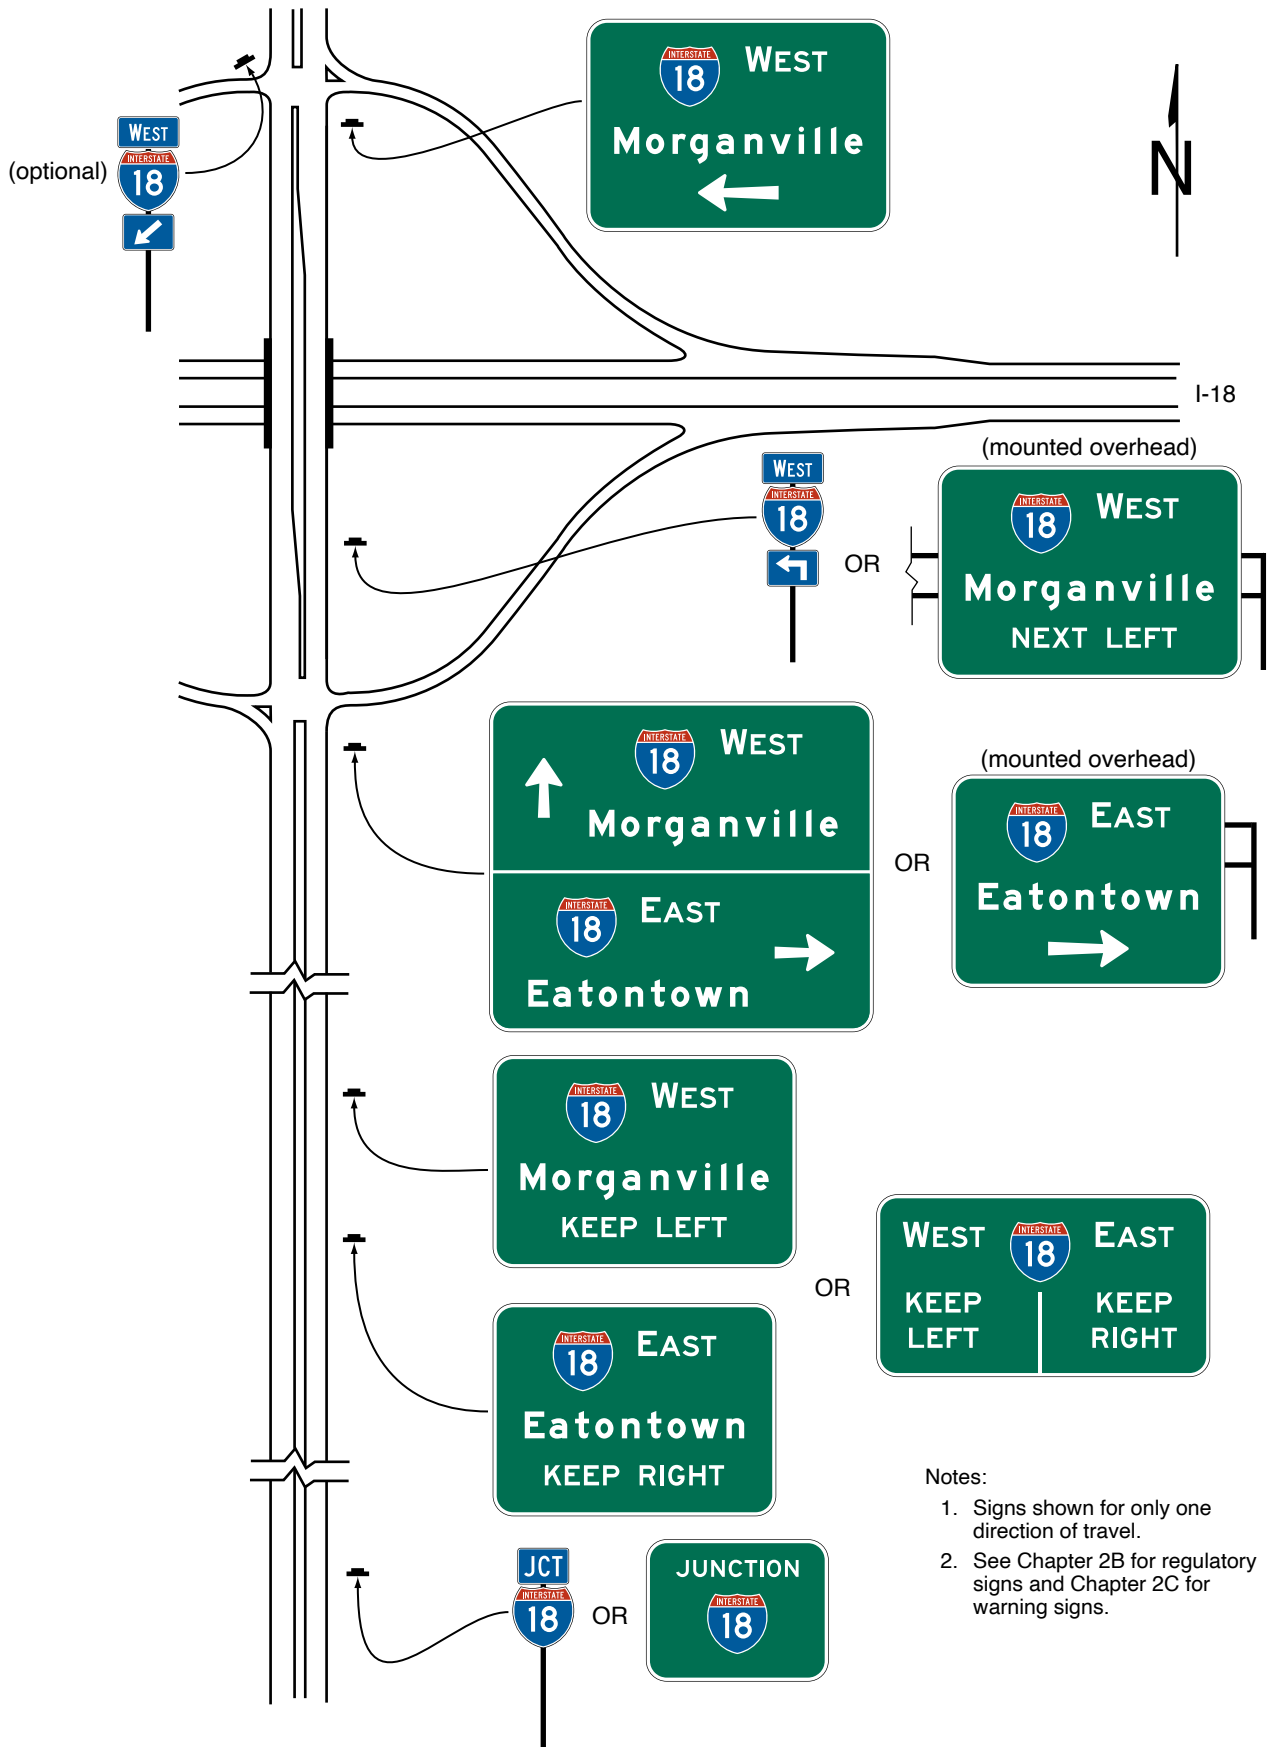 INTERSTATE
18 WEST
Morganville
N
WEST
INTERSTATE
18
(optional)
I-18
(mounted overhead)
WEST
INTERSTATE
18
OR
INTERSTATE
18 WEST
Morganville
NEXT LEFT
INTERSTATE
18 WEST
Morganville
INTERSTATE
18 EAST
Eatontown
OR
(mounted overhead)
INTERSTATE
18 EAST
Eatontown
INTERSTATE
18 WEST
Morganville
KEEP LEFT
INTERSTATE
18 EAST
Eatontown
KEEP RIGHT
OR
WEST INTERSTATE 18 EAST
KEEP KEEP
LEFT RIGHT
JCT
INTERSTATE
18
OR
JUNCTION
INTERSTATE
18
Notes:
1. Signs shown for only one
direction of travel.
2. See Chapter 2B for regulatory
signs and Chapter 2C for
warning signs.